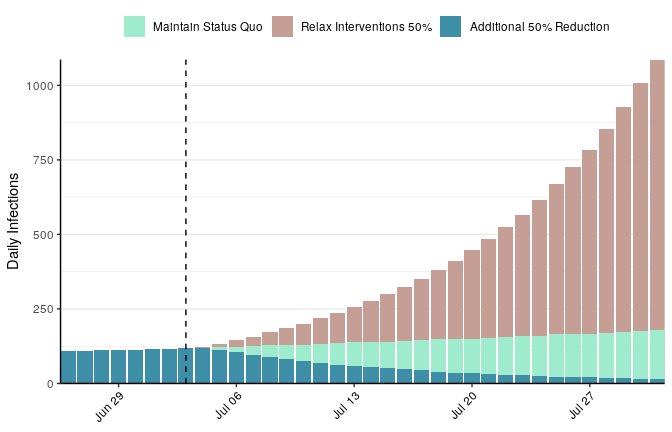 Maintain Status Quo Relax Interventions 50% Additional 50% Reduction
Daily Infections
1000
750
500
250
0
Jun 29 Jul 06 Jul 13 Jul 20 Jul 27